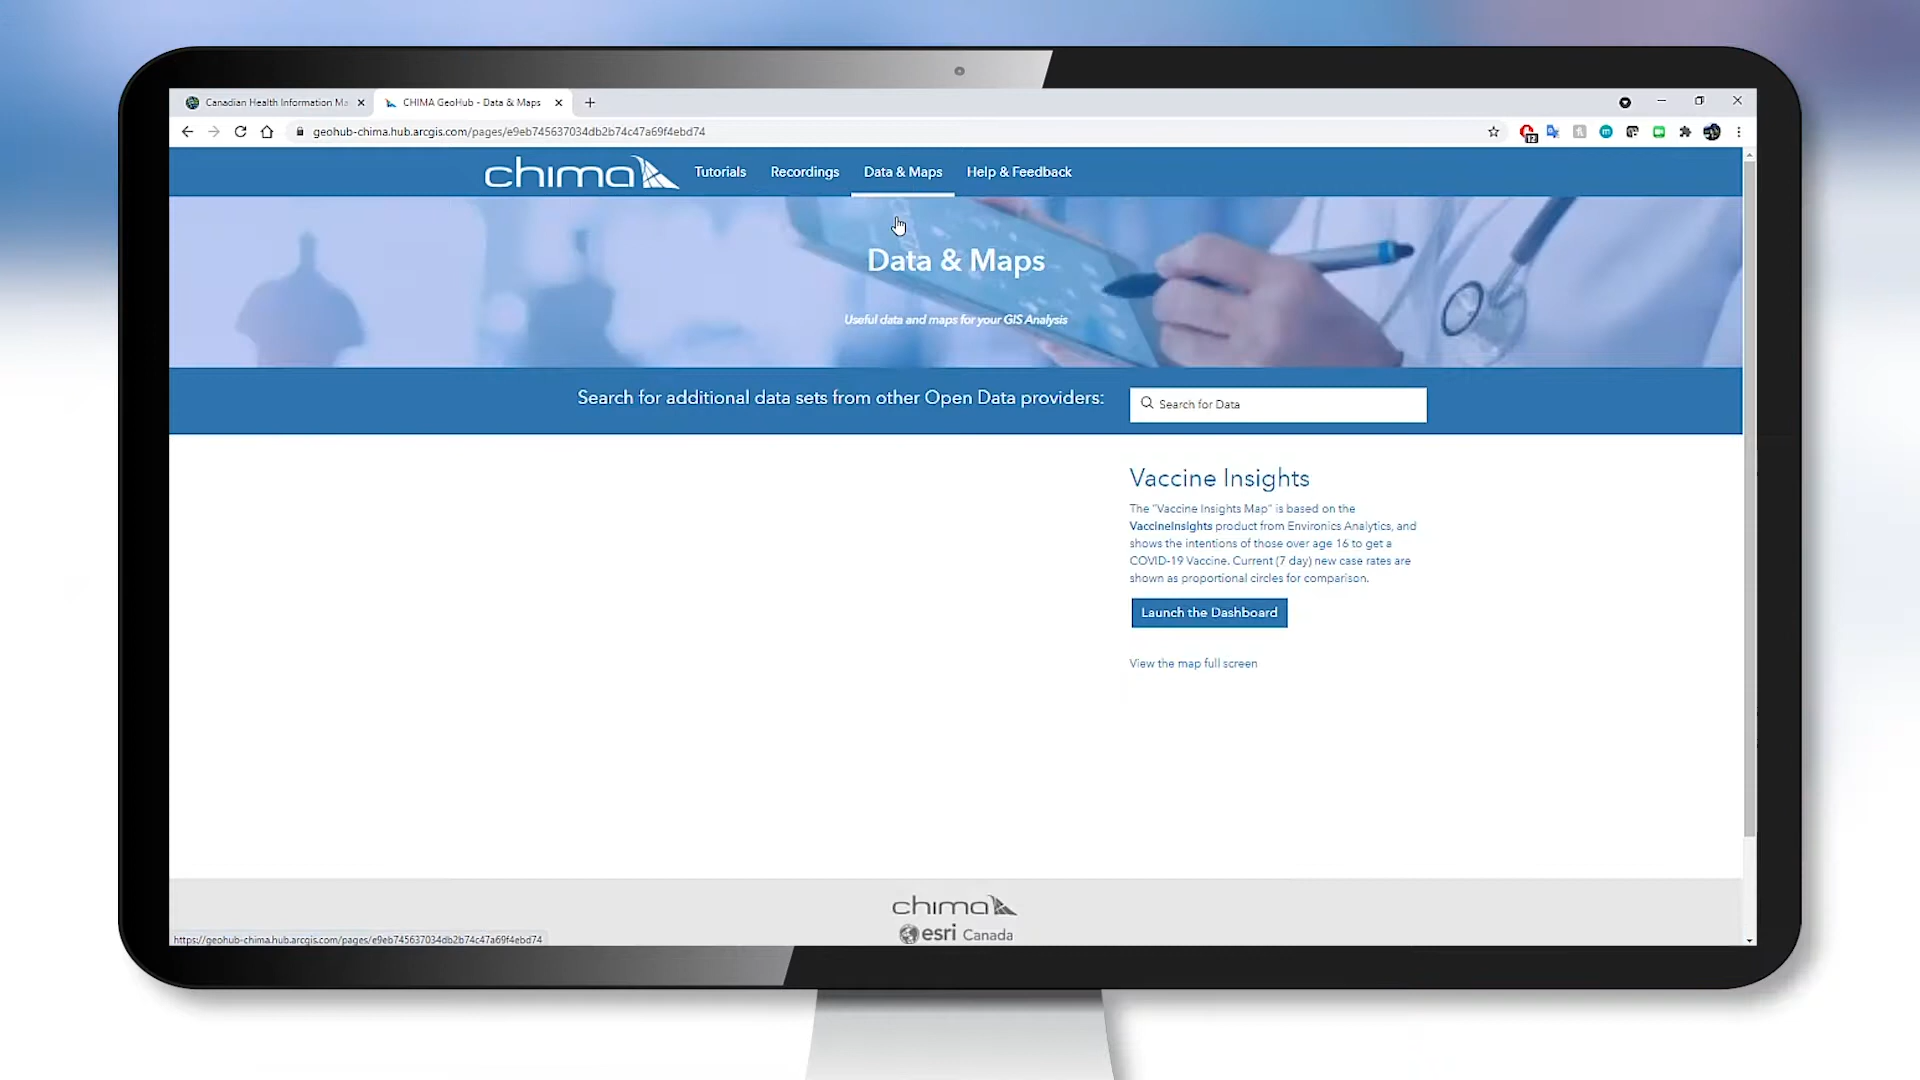 Canadian Health Information Ma
CHIMA GeoHub - Data & Maps
geohub-chima.hub.arcgis.com/pages/e9eb745637034db2b74c47a69f4ebd74
12
chima
Tutorials
Recordings
Data & Maps
Help & Feedback
Data & Maps
Useful data and maps for your GIS Analysis
Search for additional data sets from other Open Data providers:
Search for Data
Vaccine Insights
The "Vaccine Insights Map" is based on the
VaccineInsights product from Environics Analytics, and
shows the intentions of those over age 16 to get a
COVID-19 Vaccine. Current (7 day) new case rates are
shown as proportional circles for comparison.
Launch the Dashboard
View the map full screen
chima
esri Canada
https://geohub-chima.hub.arcgis.com/pages/e9eb745637034db2b74c47a69f4ebd74